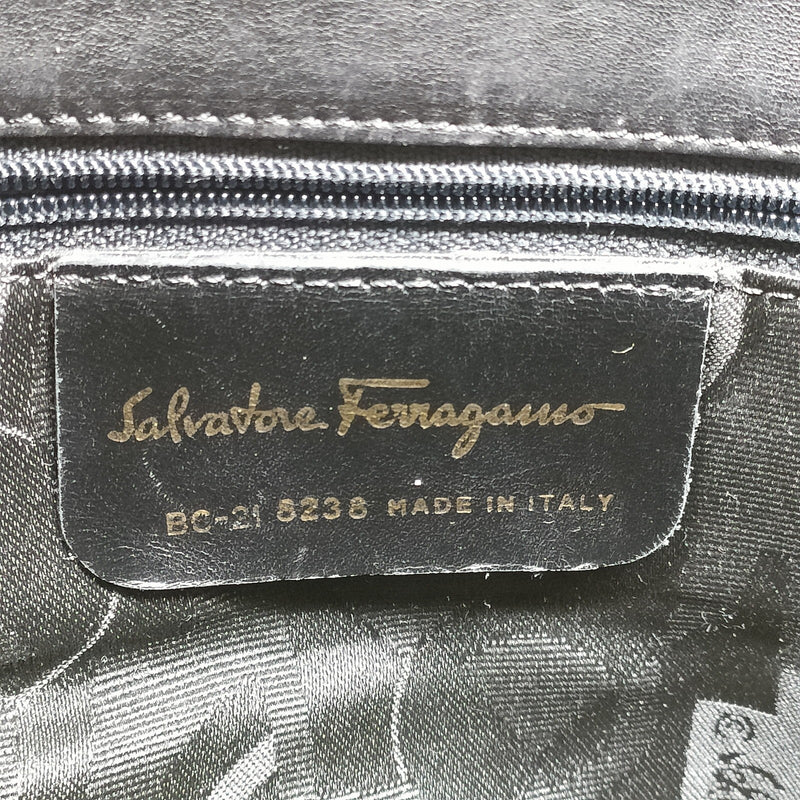 Salvatore Ferragamo
BC-21 8238 MADE IN ITALY